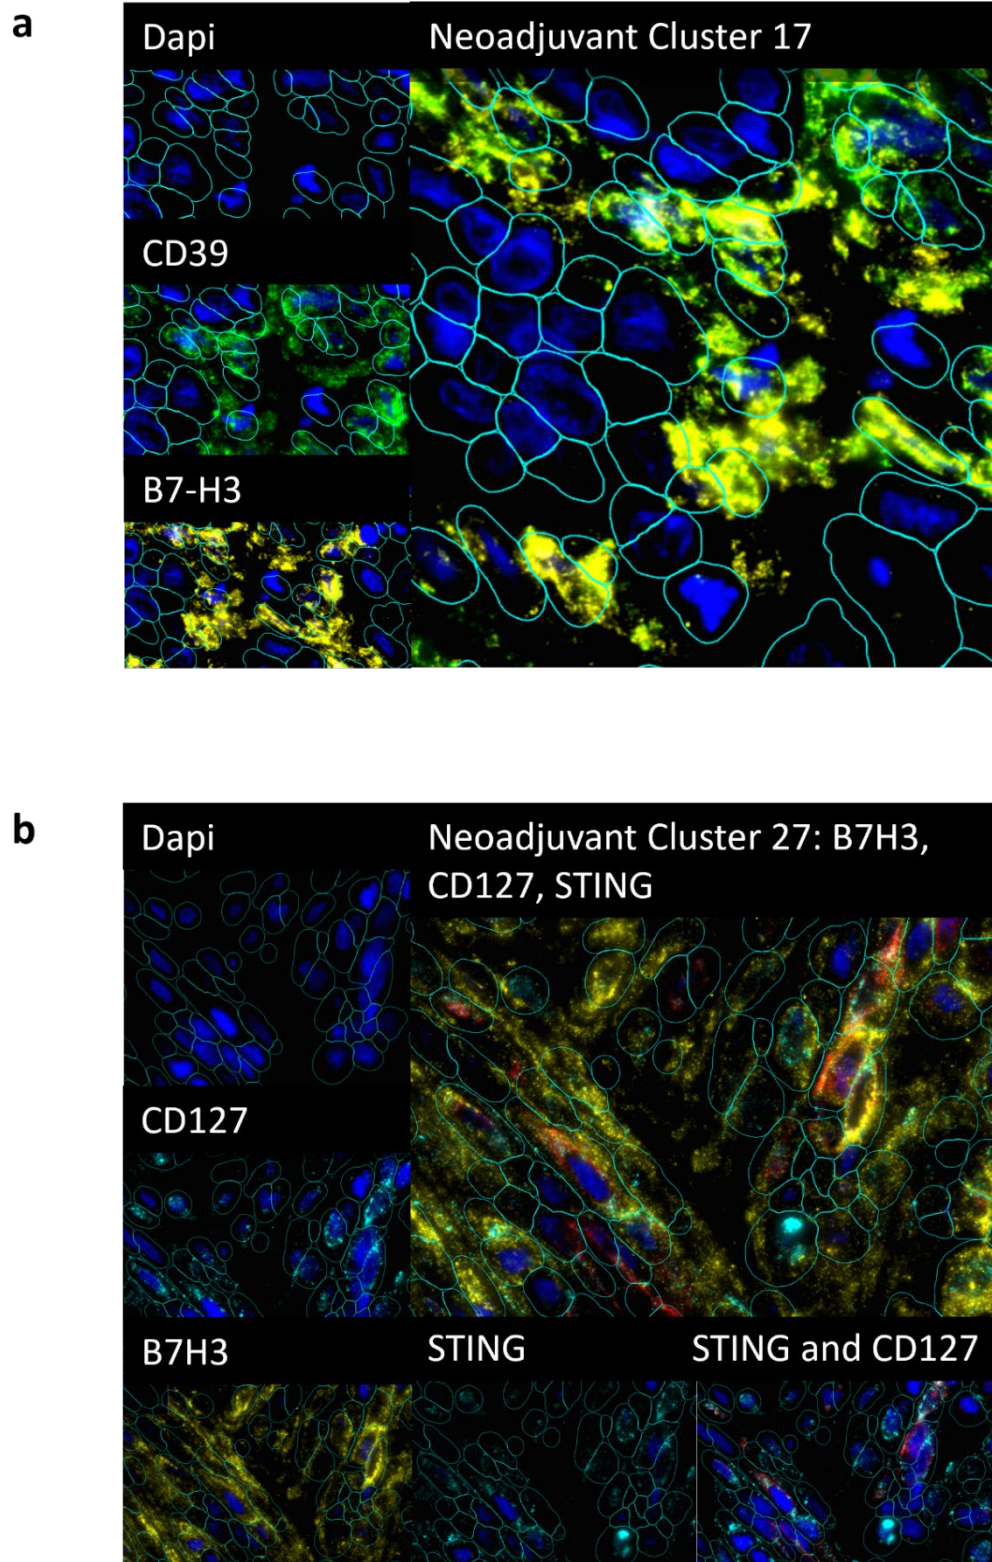 a
Dapi
Neoadjuvant Cluster 17
CD39
B7-H3
b
Dapi
Neoadjuvant Cluster 27: B7H3,
CD127, STING
CD127
B7H3
STING
STING and CD127